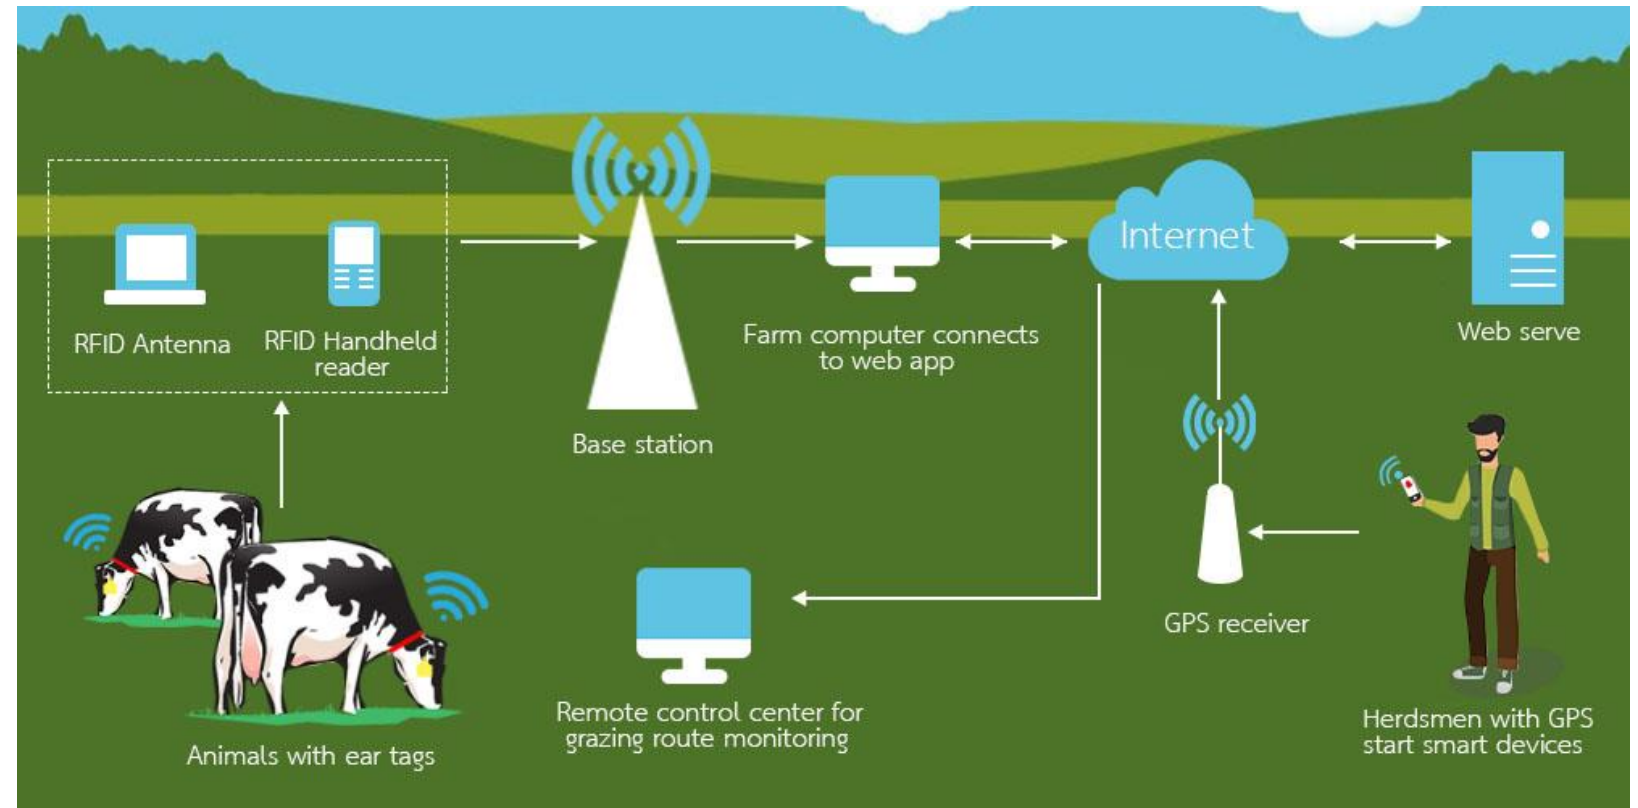 Internet
RFID Antenna
RFID Handheld
reader
Farm computer connects
to web app
Web serve
Base station
GPS receiver
Animals with ear tags
Remote control center for
grazing route monitoring
Herdsmen with GPS
start smart devices